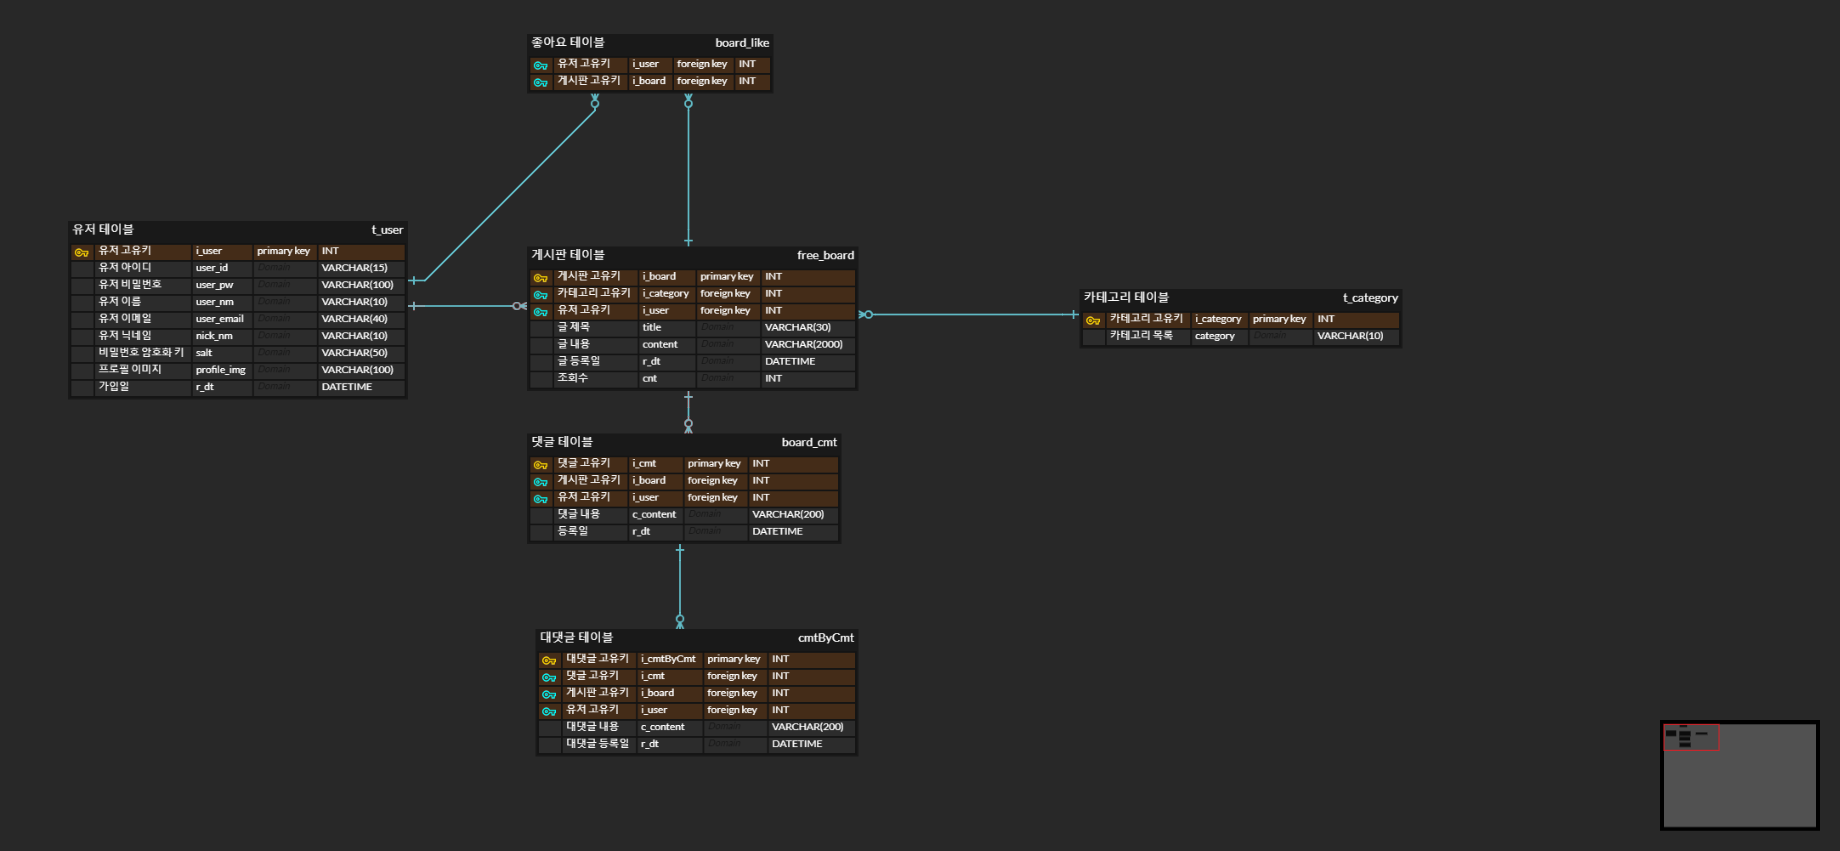 좋아요 테이블 board_like
유저 고유키 i_user foreign key INT
게시판 고유키 i_board foreign key INT
유저 테이블 t_user
유저 고유키 i_user primary key INT
유저 아이디 user_id Domain VARCHAR(15)
유저 비밀번호 user_pw Domain VARCHAR(100)
유저 이름 user_nm Domain VARCHAR(10)
유저 이메일 user_email Domain VARCHAR(40)
유저 닉네임 nick_nm Domain VARCHAR(10)
비밀번호 암호화 키 salt Domain VARCHAR(50)
프로필 이미지 profile_img Domain VARCHAR(100)
가입일 r_dt Domain DATETIME
게시판 테이블 free_board
게시판 고유키 i_board primary key INT
카테고리 고유키 i_category foreign key INT
유저 고유키 i_user foreign key INT
글 제목 title Domain VARCHAR(30)
글 내용 content Domain VARCHAR(2000)
글 등록일 r_dt Domain DATETIME
조회수 cnt Domain INT
카테고리 테이블 t_category
카테고리 고유키 i_category primary key INT
카테고리 목록 category Domain VARCHAR(10)
댓글 테이블 board_cmt
댓글 고유키 i_cmt primary key INT
게시판 고유키 i_board foreign key INT
유저 고유키 i_user foreign key INT
댓글 내용 c_content Domain VARCHAR(200)
등록일 r_dt Domain DATETIME
대댓글 테이블 cmtByCmt
대댓글 고유키 i_cmtByCmt primary key INT
댓글 고유키 i_cmt foreign key INT
게시판 고유키 i_board foreign key INT
유저 고유키 i_user foreign key INT
대댓글 내용 c_content Domain VARCHAR(200)
대댓글 등록일 r_dt Domain DATETIME